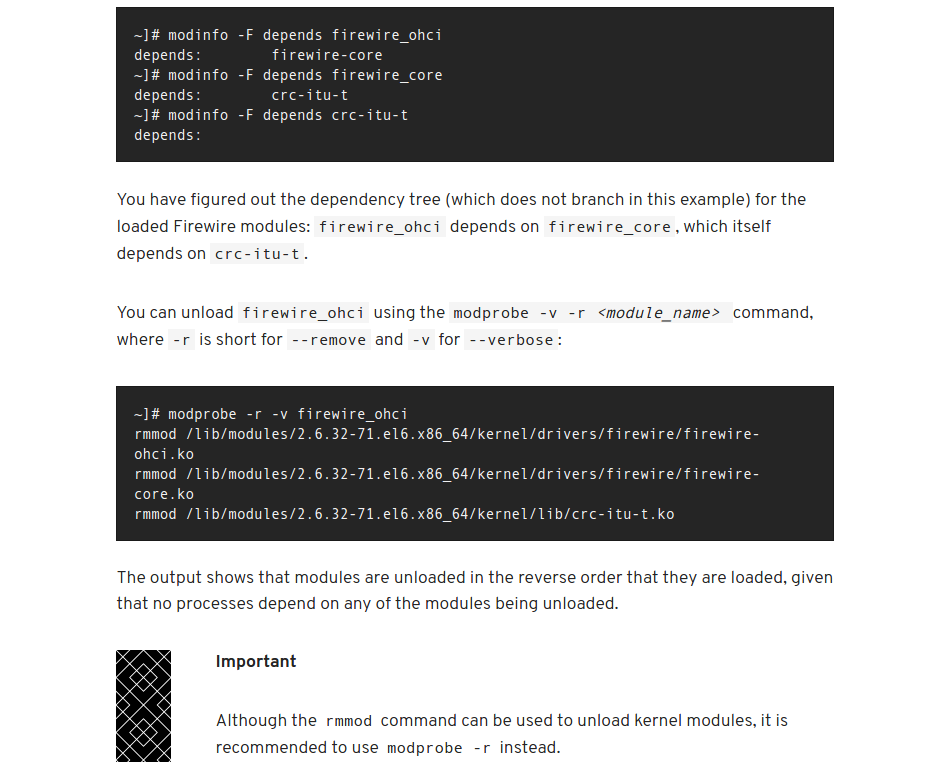 ~]# modinfo -F depends firewire_ohci
depends:        firewire-core
~]# modinfo -F depends firewire_core
depends:        crc-itu-t
~]# modinfo -F depends crc-itu-t
depends:
You have figured out the dependency tree (which does not branch in this example) for the
loaded Firewire modules: firewire_ohci depends on firewire_core, which itself
depends on crc-itu-t.
You can unload firewire_ohci using the modprobe -v -r <module_name> command,
where -r is short for --remove and -v for --verbose:
~]# modprobe -r -v firewire_ohci
rmmod /lib/modules/2.6.32-71.el6.x86_64/kernel/drivers/firewire/firewire-
ohci.ko
rmmod /lib/modules/2.6.32-71.el6.x86_64/kernel/drivers/firewire/firewire-
core.ko
rmmod /lib/modules/2.6.32-71.el6.x86_64/kernel/lib/crc-itu-t.ko
The output shows that modules are unloaded in the reverse order that they are loaded, given
that no processes depend on any of the modules being unloaded.
Important
Although the rmmod command can be used to unload kernel modules, it is
recommended to use modprobe -r instead.